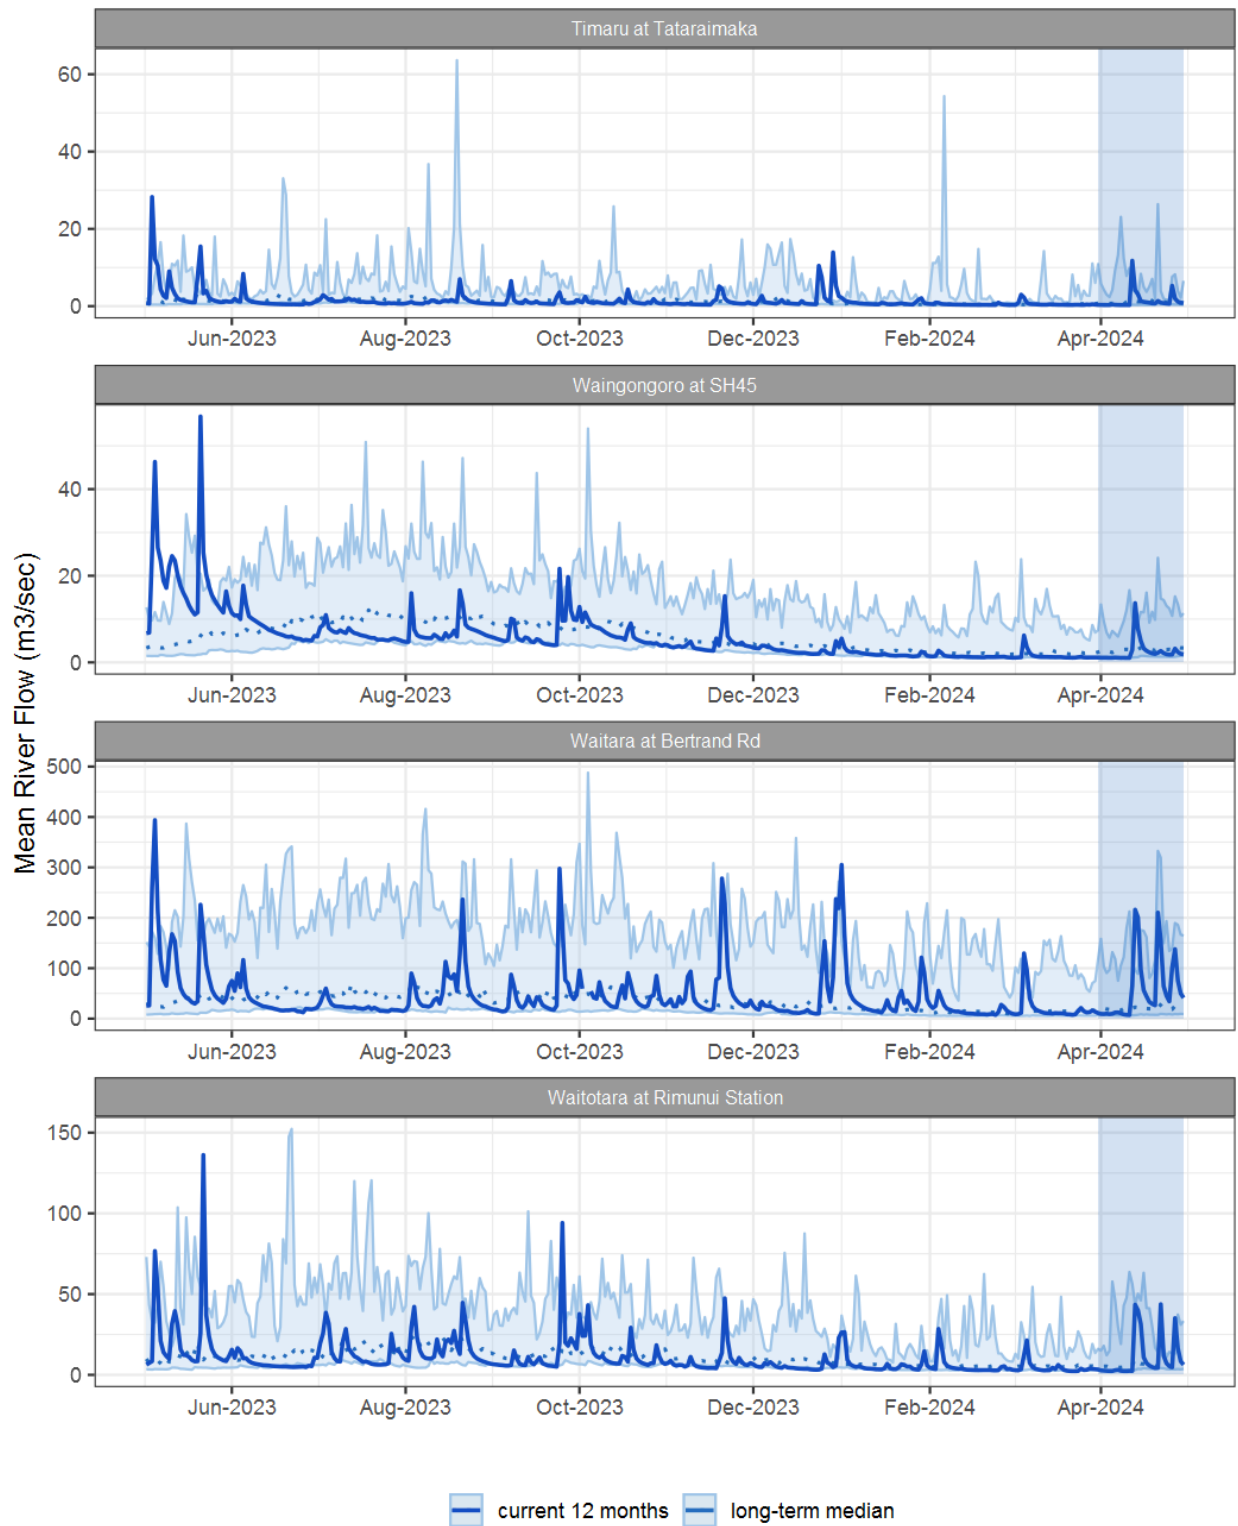 Timaru at Tataraimaka
60
40
20
0
Jun-2023 Aug-2023 Oct-2023 Dec-2023 Feb-2024 Apr-2024
Waingongoro at SH45
40
20
0
Jun-2023 Aug-2023 Oct-2023 Dec-2023 Feb-2024 Apr-2024
Mean River Flow (m3/sec)
Waitara at Bertrand Rd
500
400
300
200
100
0
Jun-2023 Aug-2023 Oct-2023 Dec-2023 Feb-2024 Apr-2024
Waitotara at Rimunui Station
150
100
50
0
Jun-2023 Aug-2023 Oct-2023 Dec-2023 Feb-2024 Apr-2024
current 12 months long-term median